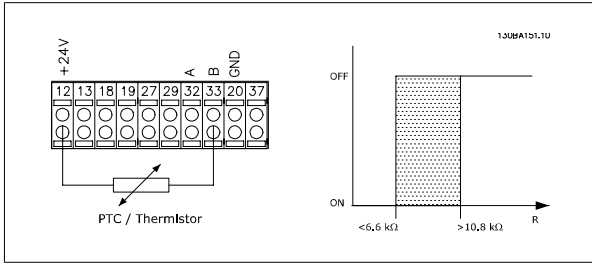 130BA151.10
+24V
A
B
GND
12 13 18 19 27 29 32 33 20 37
PTC / Thermistor
OFF
ON
R
<6.6 kΩ
>10.8 kΩ